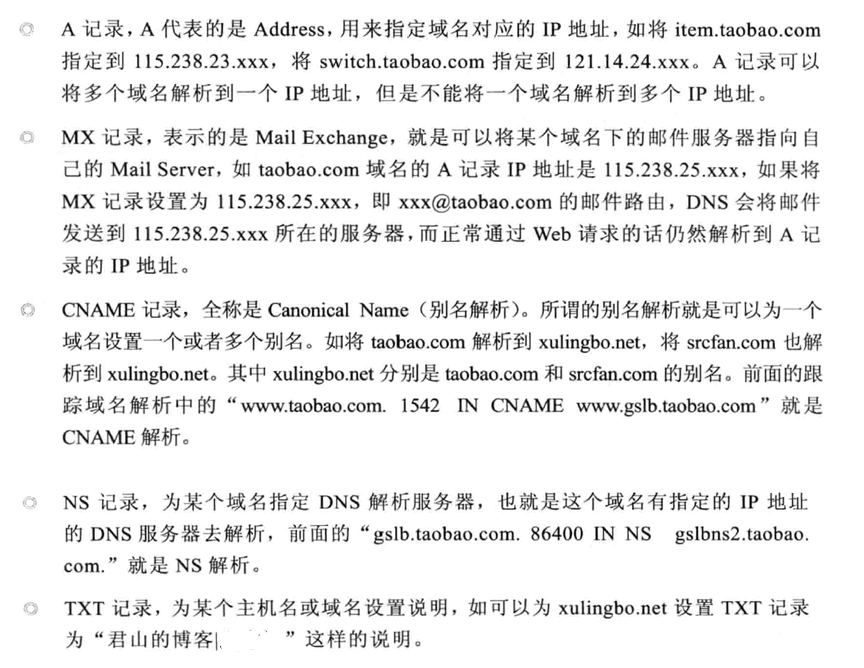 ◎ A 记录，A 代表的是 Address，用来指定域名对应的 IP 地址，如将 item.taobao.com
指定到 115.238.23.xxx，将 switch.taobao.com 指定到 121.14.24.xxx。A 记录可以
将多个域名解析到一个 IP 地址，但是不能将一个域名解析到多个 IP 地址。
◎ MX 记录，表示的是 Mail Exchange，就是可以将某个域名下的邮件服务器指向自
己的 Mail Server，如 taobao.com 域名的 A 记录 IP 地址是 115.238.25.xxx，如果将
MX 记录设置为 115.238.25.xxx，即 xxx@taobao.com 的邮件路由，DNS 会将邮件
发送到 115.238.25.xxx 所在的服务器，而正常通过 Web 请求的话仍然解析到 A 记
录的 IP 地址。
◎ CNAME 记录，全称是 Canonical Name（别名解析）。所谓的别名解析就是可以为一个
域名设置一个或者多个别名。如将 taobao.com 解析到 xulingbo.net，将 srcfan.com 也解
析到 xulingbo.net。其中 xulingbo.net 分别是 taobao.com 和 srcfan.com 的别名。前面的跟
踪域名解析中的“www.taobao.com. 1542 IN CNAME www.gslb.taobao.com”就是
CNAME 解析。
◎ NS 记录，为某个域名指定 DNS 解析服务器，也就是这个域名有指定的 IP 地址
的 DNS 服务器去解析，前面的“gslb.taobao.com. 86400 IN NS gslbns2.taobao.
com.”就是 NS 解析。
◎ TXT 记录，为某个主机名或域名设置说明，如可以为 xulingbo.net 设置 TXT 记录
为“君山的博客|”这样的说明。